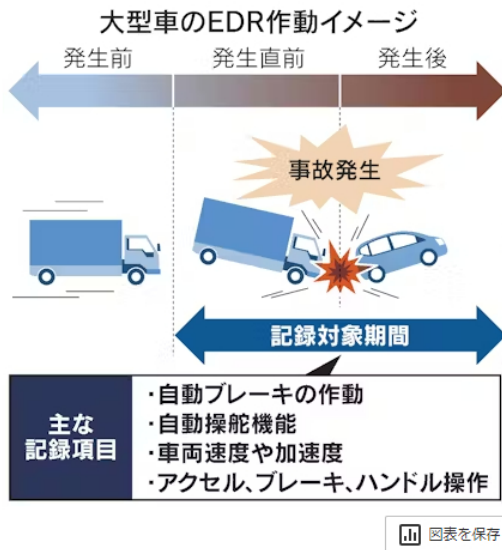 大型車のEDR作動イメージ
発生前 発生直前 発生後
事故発生
記録対象期間
主な
記録項目
・自動ブレーキの作動
・自動操舵機能
・車両速度や加速度
・アクセル、ブレーキ、ハンドル操作
図表を保存